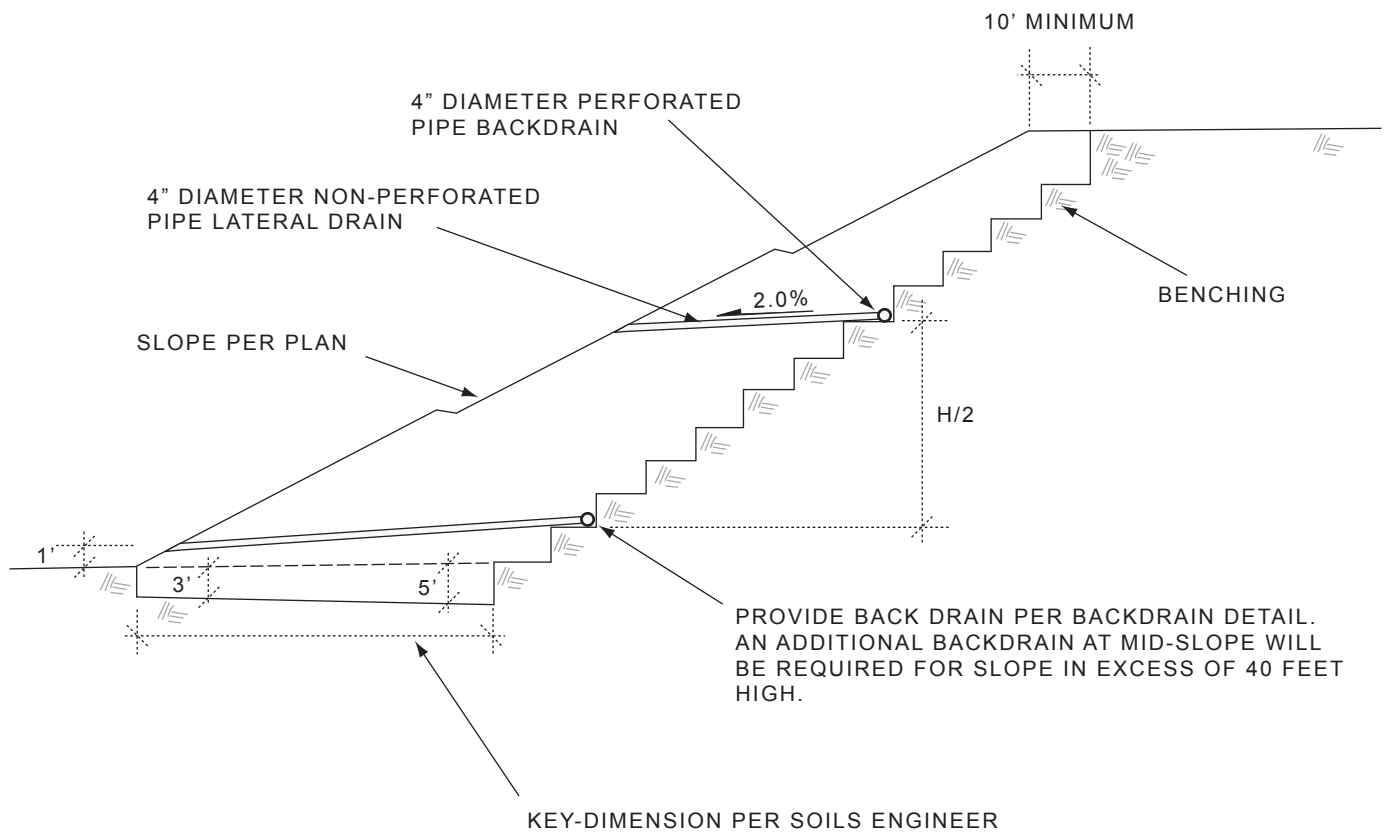 10’ MINIMUM
4” DIAMETER PERFORATED
PIPE BACKDRAIN
4” DIAMETER NON-PERFORATED
PIPE LATERAL DRAIN
2.0%
BENCHING
SLOPE PER PLAN
H/2
1’
3’
5’
PROVIDE BACK DRAIN PER BACKDRAIN DETAIL.
AN ADDITIONAL BACKDRAIN AT MID-SLOPE WILL
BE REQUIRED FOR SLOPE IN EXCESS OF 40 FEET
HIGH.
KEY-DIMENSION PER SOILS ENGINEER